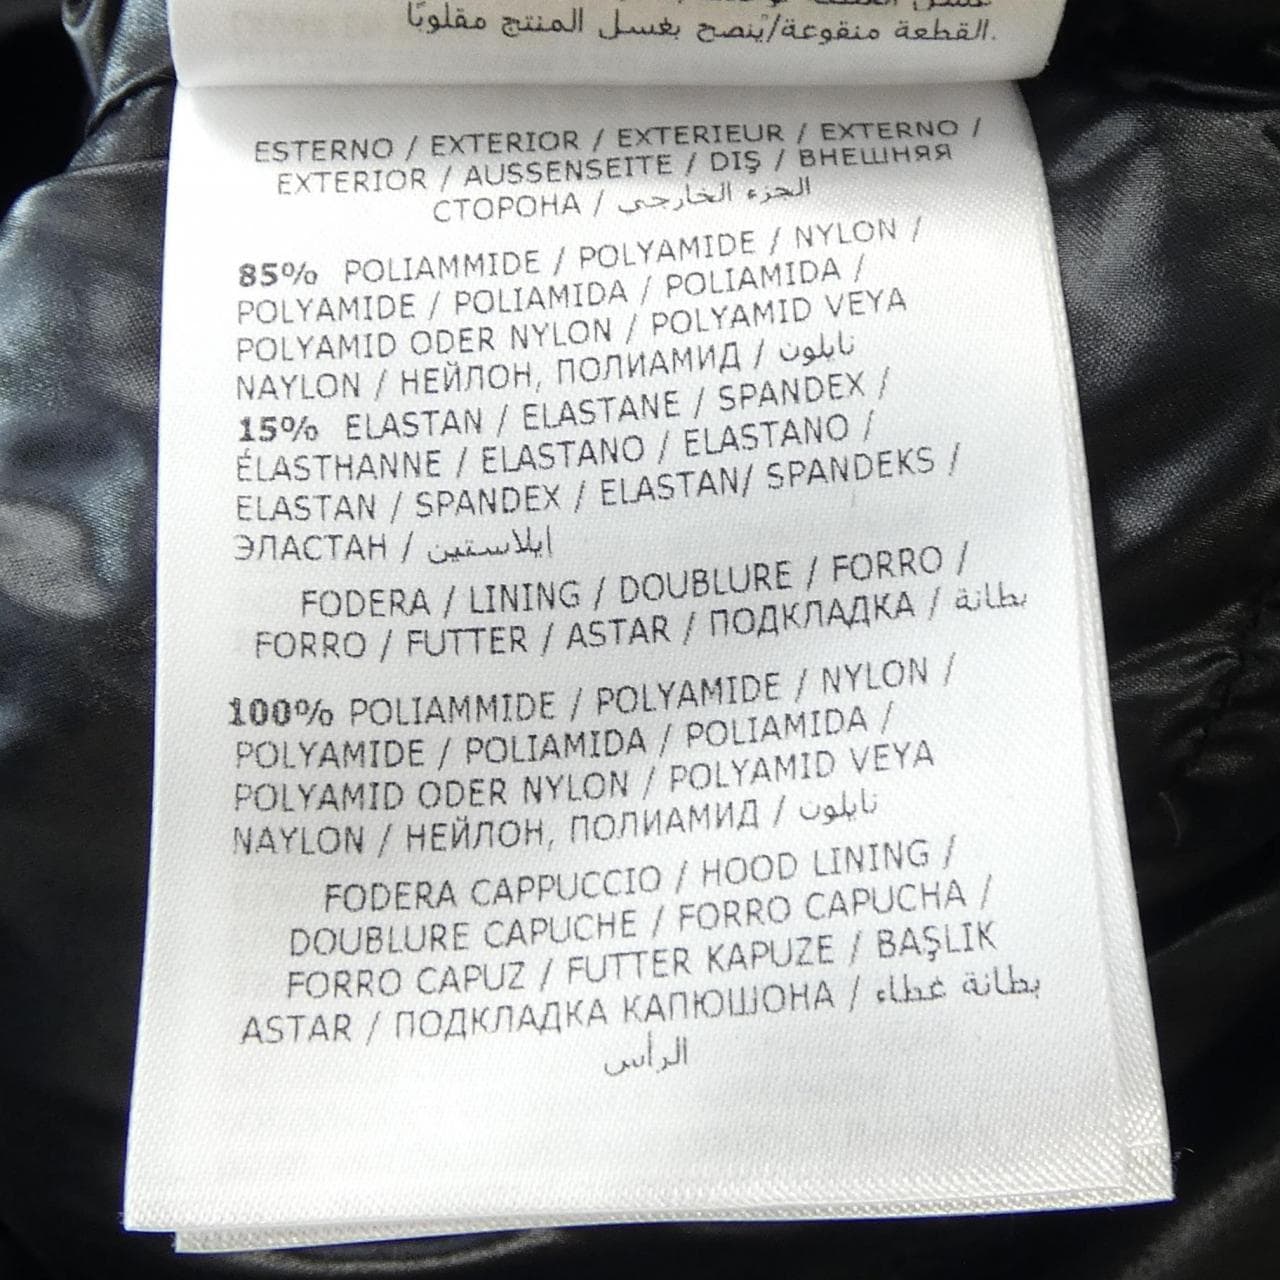 القطعة منقوعة/يُنصح بغسل المنتج مقلوبًا.
ESTERNO / EXTERIOR / EXTERIEUR / EXTERNO /
EXTERIOR / AUSSENSEITE / DIŞ / ВНЕШНЯЯ
СТОРОНА / الجزء الخارجي
85% POLIAMMIDE / POLYAMIDE / NYLON /
POLYAMIDE / POLIAMIDA / POLIAMIDA /
POLYAMID ODER NYLON / POLYAMID VEYA
NAYLON / НЕЙЛОН, ПОЛИАМИД / نايلون
15% ELASTAN / ELASTANE / SPANDEX /
ÉLASTHANNE / ELASTANO / ELASTANO /
ELASTAN / SPANDEX / ELASTAN/ SPANDEKS /
ЭЛАСТАН / ايلاستين
FODERA / LINING / DOUBLURE / FORRO /
FORRO / FUTTER / ASTAR / ПОДКЛАДКА / بطانة
100% POLIAMMIDE / POLYAMIDE / NYLON /
POLYAMIDE / POLIAMIDA / POLIAMIDA /
POLYAMID ODER NYLON / POLYAMID VEYA
NAYLON / НЕЙЛОН, ПОЛИАМИД / نايلون
FODERA CAPPUCCIO / HOOD LINING /
DOUBLURE CAPUCHE / FORRO CAPUCHA /
FORRO CAPUZ / FUTTER KAPUZE / BAŞLIK
ASTAR / ПОДКЛАДКА КАПЮШОНА / بطانة غطاء
الرأس